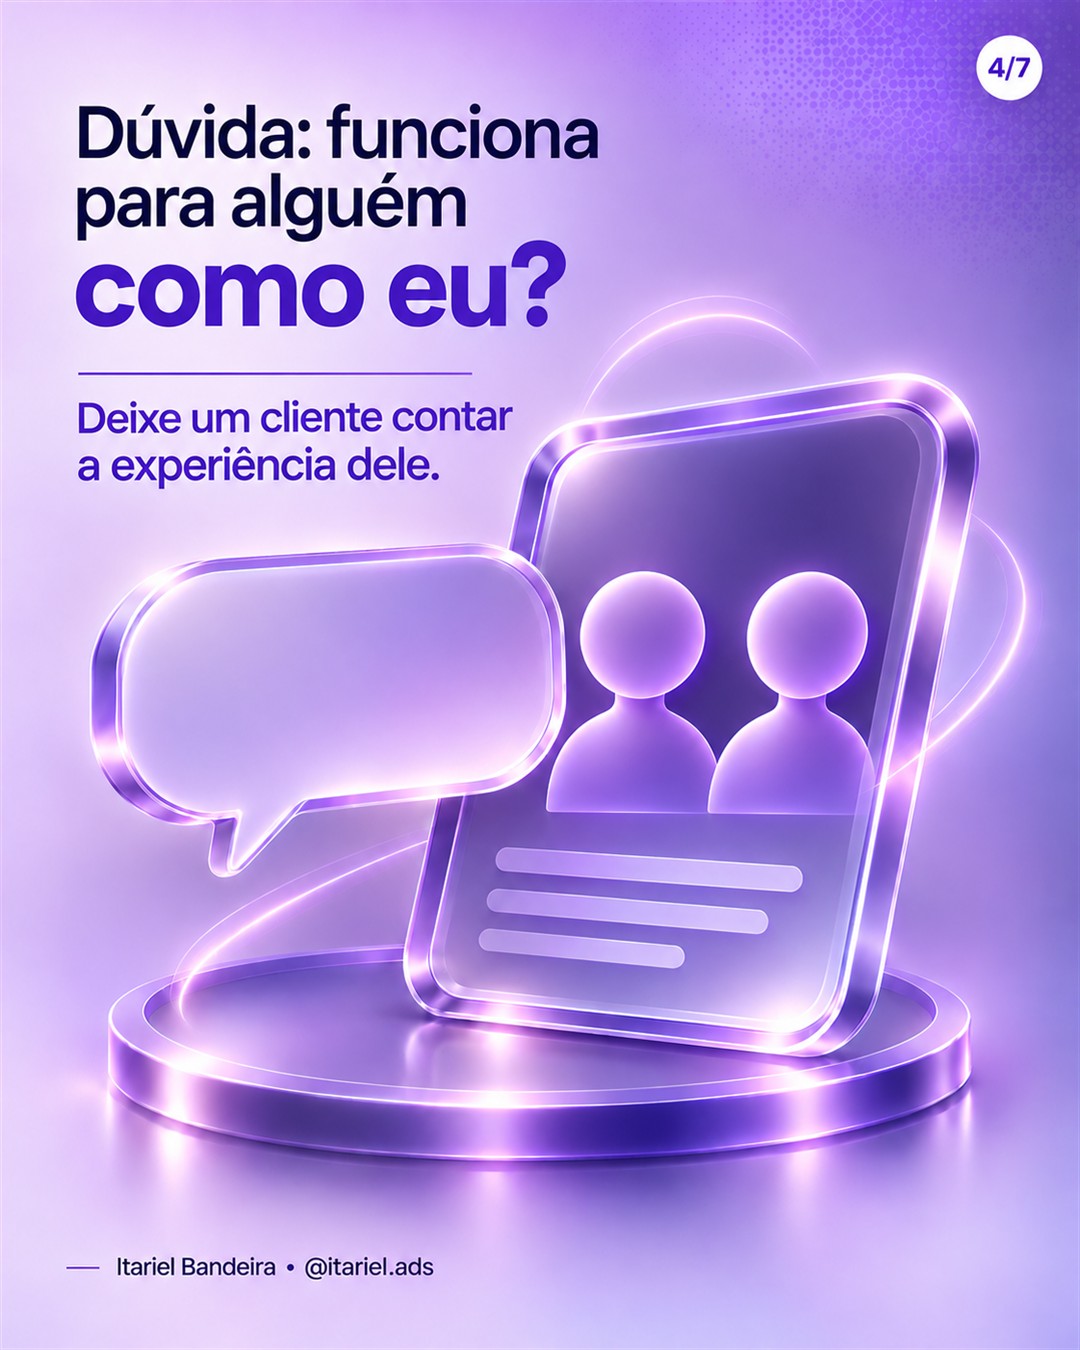 4/7
Dúvida: funciona
para alguém
como eu?
Deixe um cliente contar
a experiência dele.
Itariel Bandeira • @itariel.ads